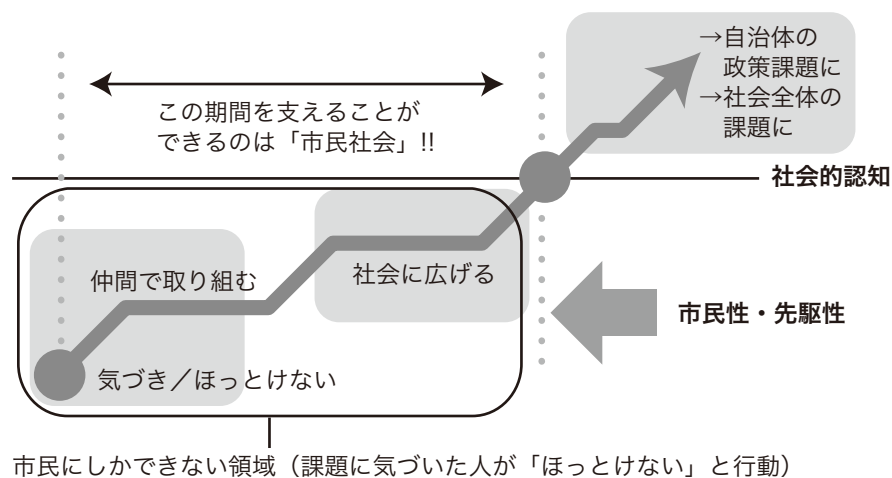 →自治体の
政策課題に
→社会全体の
課題に
この期間を支えることが
できるのは「市民社会」!!
社会的認知
仲間で取り組む
社会に広げる
市民性・先駆性
気づき／ほっとけない
市民にしかできない領域（課題に気づいた人が「ほっとけない」と行動）